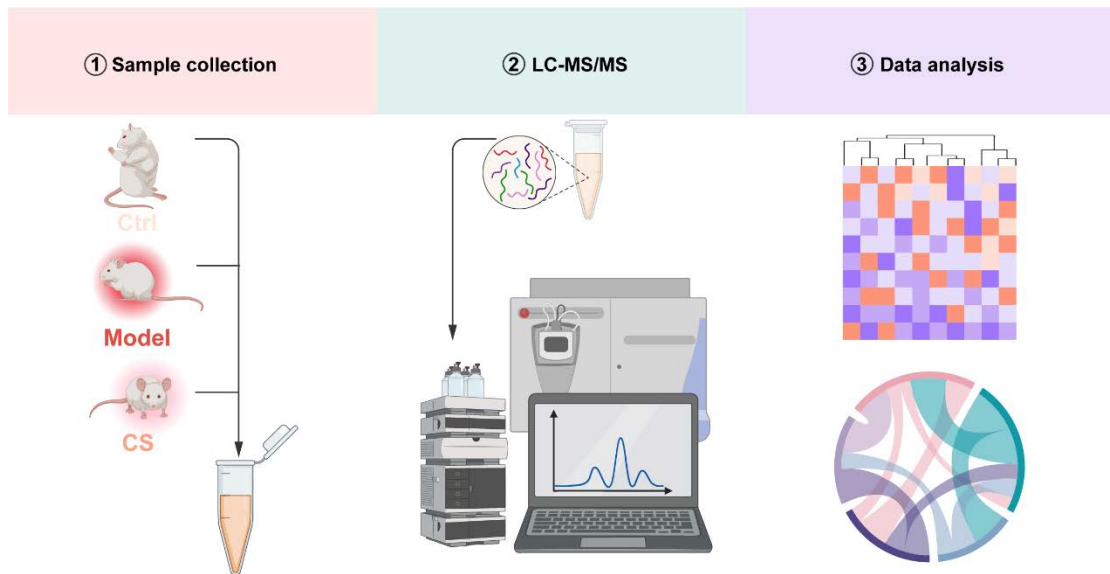 ① Sample collection
② LC-MS/MS
③ Data analysis
Ctrl
Model
CS